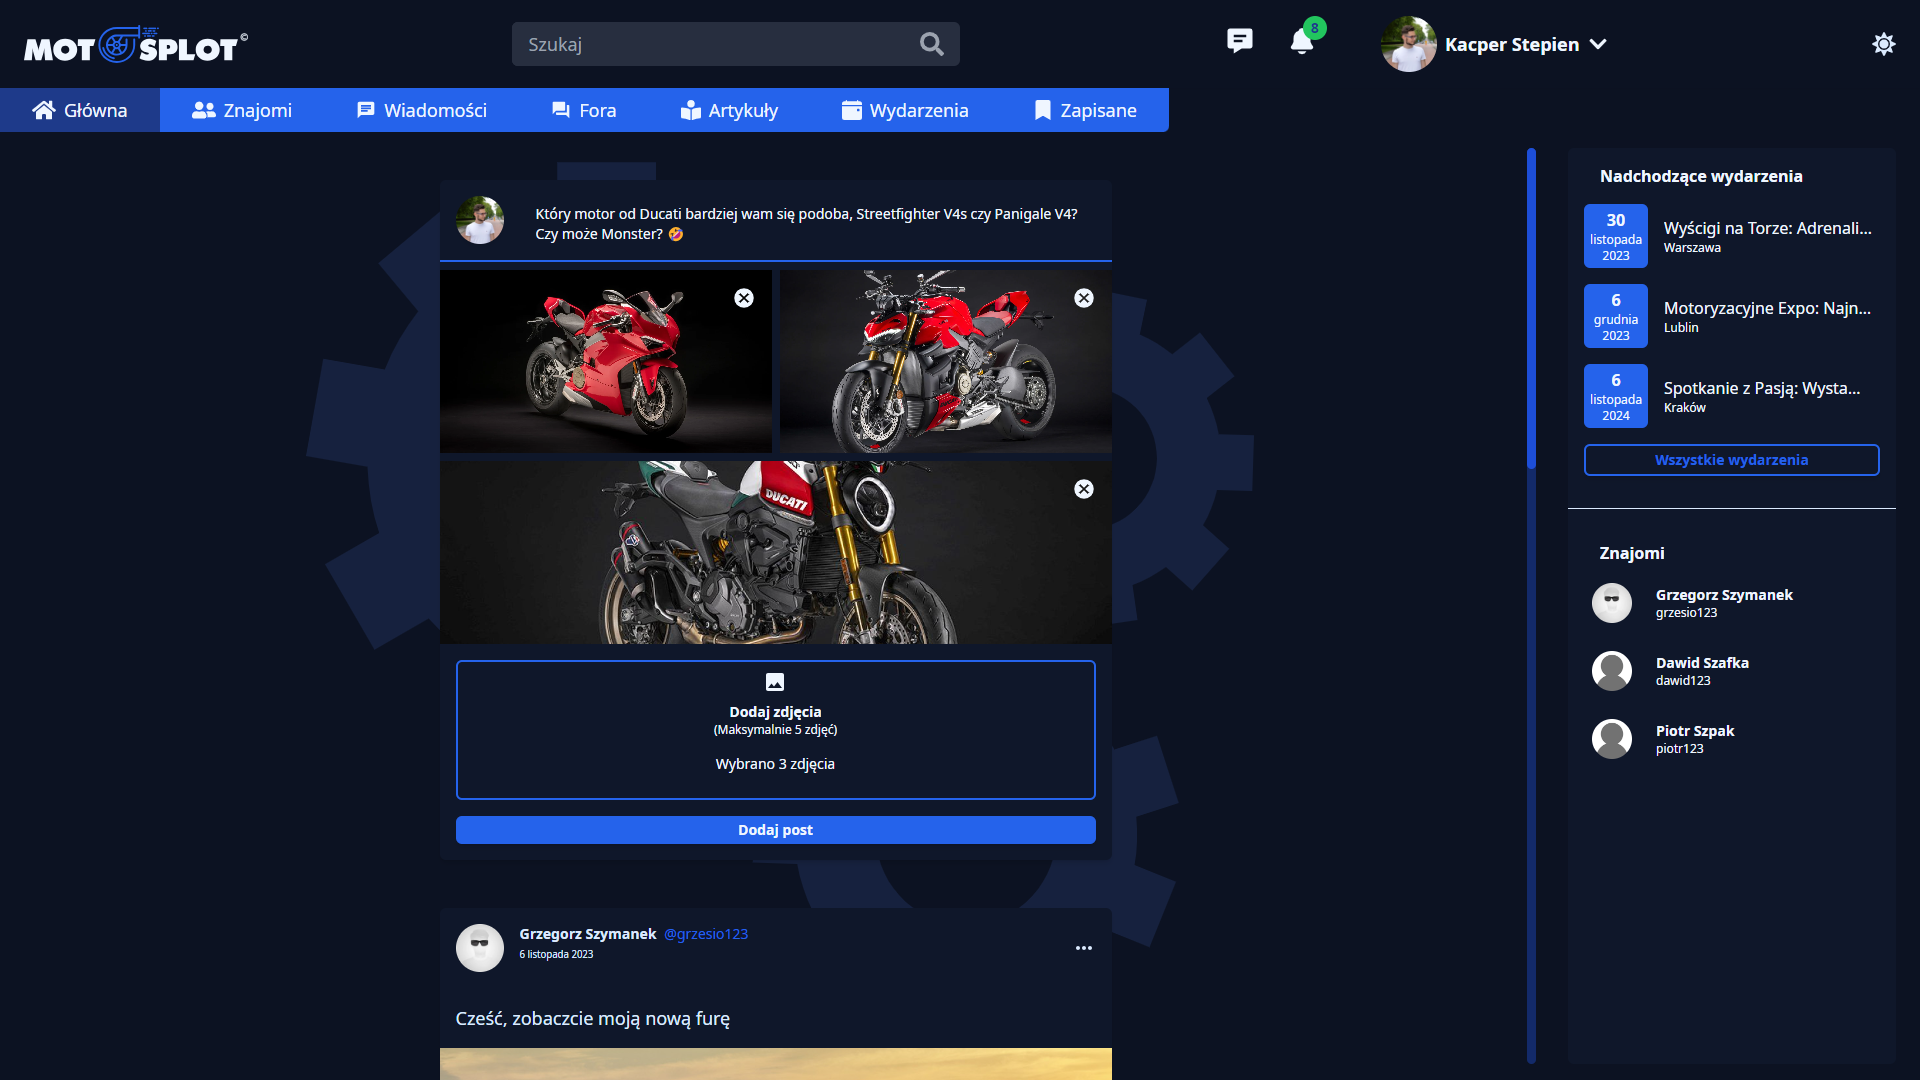 MOT SPLOT©
Szukaj
8
Kacper Stepien
Główna
Znajomi
Wiadomości
Fora
Artykuły
Wydarzenia
Zapisane
Który motor od Ducati bardziej wam się podoba, Streetfighter V4s czy Panigale V4?
Czy może Monster? 🤣
DUCATI
Dodaj zdjęcia
(Maksymalnie 5 zdjęć)
Wybrano 3 zdjęcia
Dodaj post
Grzegorz Szymanek @grzesio123
6 listopada 2023
Cześć, zobaczcie moją nową furę
Nadchodzące wydarzenia
30
listopada
2023
Wyścigi na Torze: Adrenali...
Warszawa
6
grudnia
2023
Motoryzacyjne Expo: Najn...
Lublin
6
listopada
2024
Spotkanie z Pasją: Wysta...
Kraków
Wszystkie wydarzenia
Znajomi
Grzegorz Szymanek
grzesio123
Dawid Szafka
dawid123
Piotr Szpak
piotr123